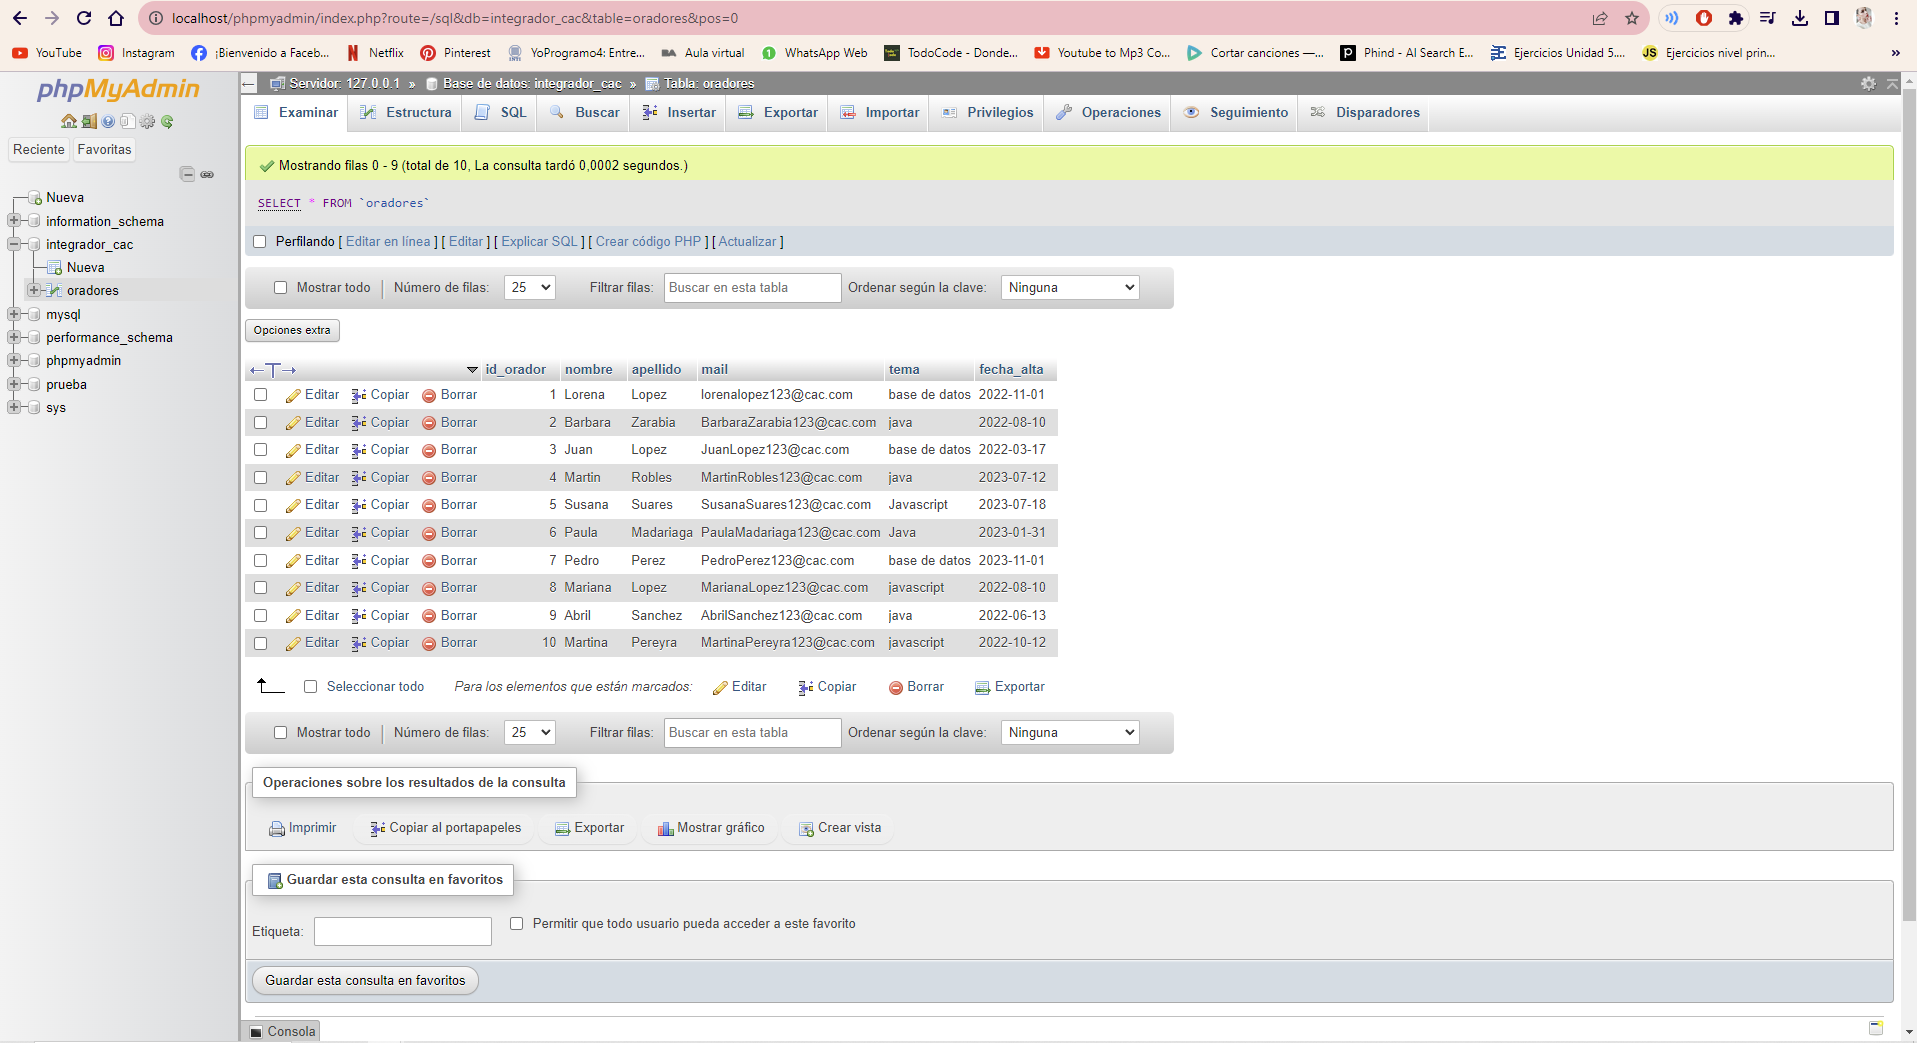 localhost/phpmyadmin/index.php?route=/sql&db=integrador_cac&table=oradores&pos=0
YouTube Instagram ¡Bienvenido a Faceb... Netflix Pinterest YoProgramo4: Entre... Aula virtual WhatsApp Web TodoCode - Donde... Youtube to Mp3 Co... Cortar canciones —... Phind - AI Search E... Ejercicios Unidad 5.... JS Ejercicios nivel prin... »
phpMyAdmin
Reciente Favoritas
Nueva
information_schema
integrador_cac
Nueva
oradores
mysql
performance_schema
phpmyadmin
prueba
sys
Servidor: 127.0.0.1 » Base de datos: integrador_cac » Tabla: oradores
Examinar Estructura SQL Buscar Insertar Exportar Importar Privilegios Operaciones Seguimiento Disparadores
Mostrando filas 0 - 9 (total de 10, La consulta tardó 0,0002 segundos.)
SELECT * FROM `oradores`
Perfilando [ Editar en línea ] [ Editar ] [ Explicar SQL ] [ Crear código PHP ] [ Actualizar ]
Mostrar todo Número de filas: 25 Filtrar filas: Buscar en esta tabla Ordenar según la clave: Ninguna
Opciones extra
←T→ id_orador nombre apellido mail tema fecha_alta
Editar Copiar Borrar 1 Lorena Lopez lorenalopez123@cac.com base de datos 2022-11-01
Editar Copiar Borrar 2 Barbara Zarabia BarbaraZarabia123@cac.com java 2022-08-10
Editar Copiar Borrar 3 Juan Lopez JuanLopez123@cac.com base de datos 2022-03-17
Editar Copiar Borrar 4 Martin Robles MartinRobles123@cac.com java 2023-07-12
Editar Copiar Borrar 5 Susana Suares SusanaSuares123@cac.com Javascript 2023-07-18
Editar Copiar Borrar 6 Paula Madariaga PaulaMadariaga123@cac.com Java 2023-01-31
Editar Copiar Borrar 7 Pedro Perez PedroPerez123@cac.com base de datos 2023-11-01
Editar Copiar Borrar 8 Mariana Lopez MarianaLopez123@cac.com javascript 2022-08-10
Editar Copiar Borrar 9 Abril Sanchez AbrilSanchez123@cac.com java 2022-06-13
Editar Copiar Borrar 10 Martina Pereyra MartinaPereyra123@cac.com javascript 2022-10-12
Seleccionar todo Para los elementos que están marcados: Editar Copiar Borrar Exportar
Mostrar todo Número de filas: 25 Filtrar filas: Buscar en esta tabla Ordenar según la clave: Ninguna
Operaciones sobre los resultados de la consulta
Imprimir Copiar al portapapeles Exportar Mostrar gráfico Crear vista
Guardar esta consulta en favoritos
Etiqueta: Permitir que todo usuario pueda acceder a este favorito
Guardar esta consulta en favoritos
Consola